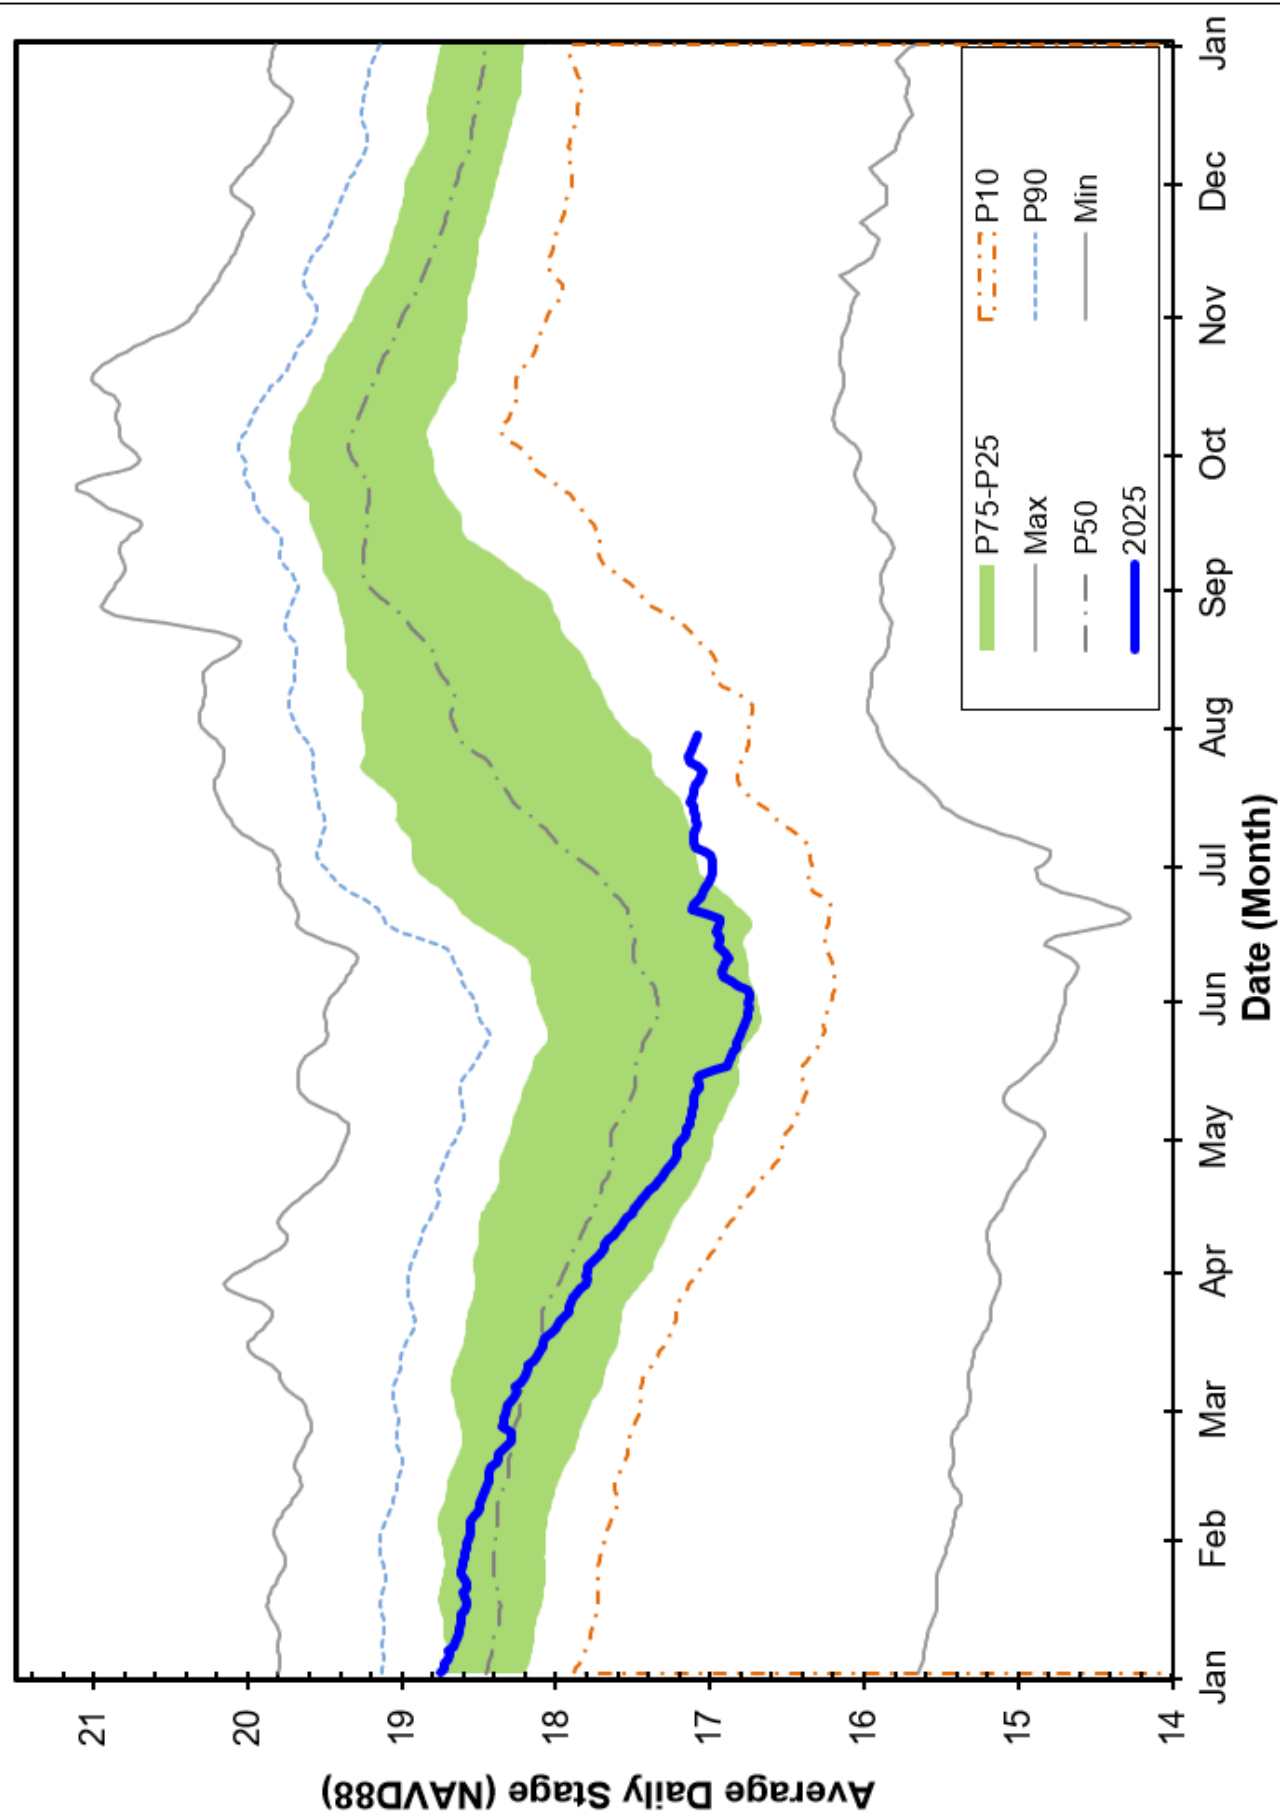 Average Daily Stage (NAVD88)
21
20
19
18
17
16
15
14
Jan Feb Mar Apr May Jun Jul Aug Sep Oct Nov Dec Jan
Date (Month)
P75-P25 P10
Max P90
P50 Min
2025